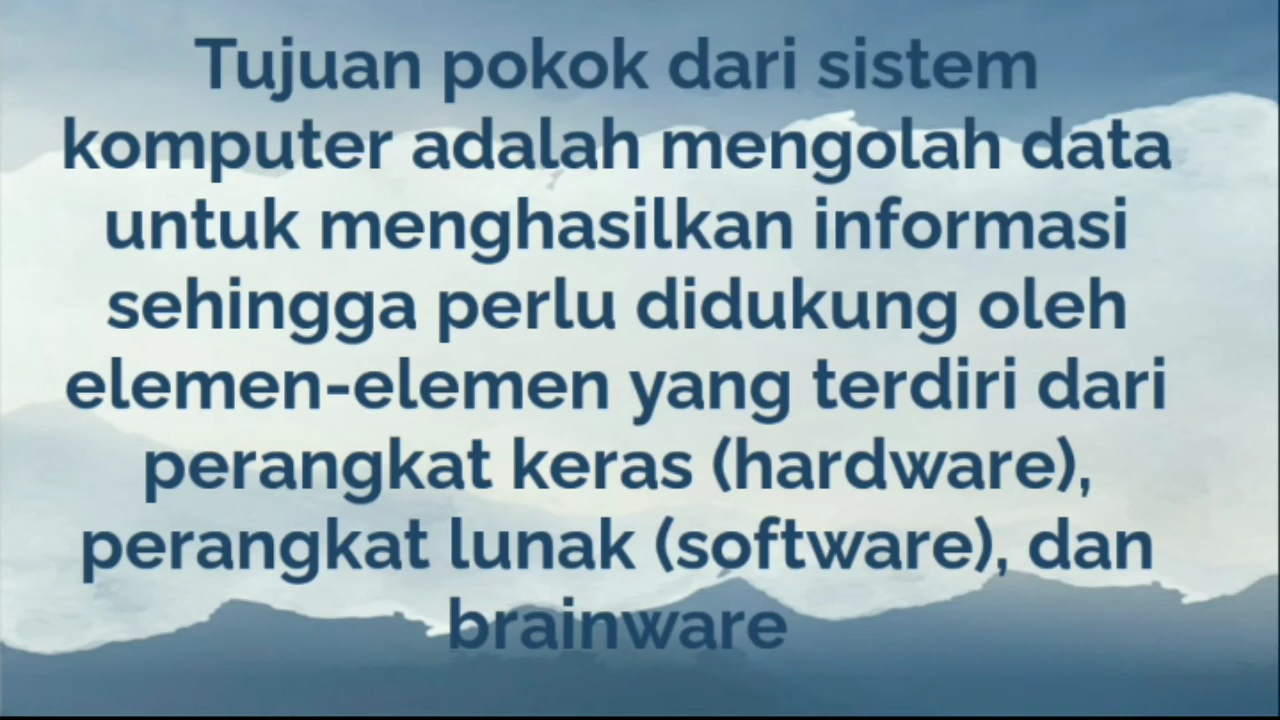 Tujuan pokok dari sistem
komputer adalah mengolah data
untuk menghasilkan informasi
sehingga perlu didukung oleh
elemen-elemen yang terdiri dari
perangkat keras (hardware),
perangkat lunak (software), dan
brainware